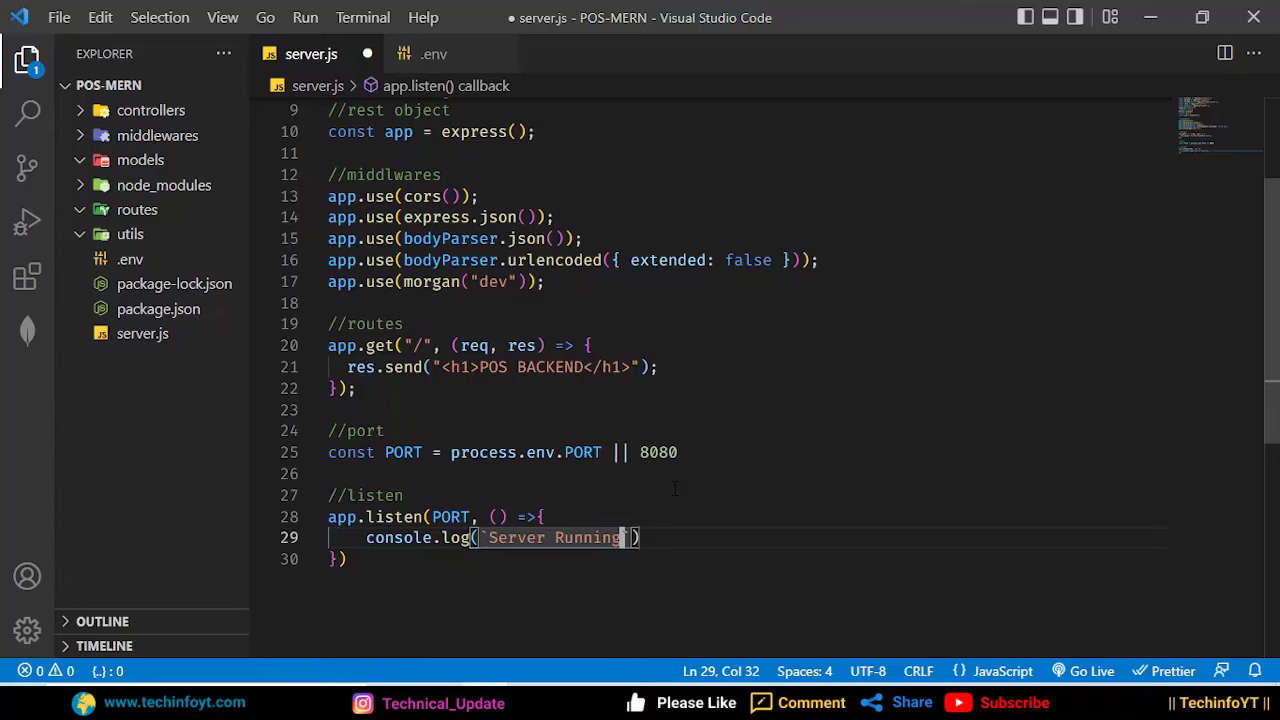 File Edit Selection View Go Run Terminal Help ● server.js - POS-MERN - Visual Studio Code
EXPLORER ··· JS server.js ● .env ···
1
POS-MERN JS server.js > app.listen() callback
controllers
middlewares
models
node_modules
routes
utils
.env
package-lock.json
package.json
JS server.js
9 //rest object
10 const app = express();
11
12 //middlwares
13 app.use(cors());
14 app.use(express.json());
15 app.use(bodyParser.json());
16 app.use(bodyParser.urlencoded({ extended: false }));
17 app.use(morgan("dev"));
18
19 //routes
20 app.get("/", (req, res) => {
21 res.send("<h1>POS BACKEND</h1>");
22 });
23
24 //port
25 const PORT = process.env.PORT || 8080
26
27 //listen
28 app.listen(PORT, () =>{
29 console.log(`Server Running`)
30 })
OUTLINE
TIMELINE
0 0 {..} : 0 Ln 29, Col 32 Spaces: 4 UTF-8 CRLF {} JavaScript Go Live Prettier
www.techinfoyt.com Technical_Update Please Like Comment Share Subscribe || TechinfoYT ||